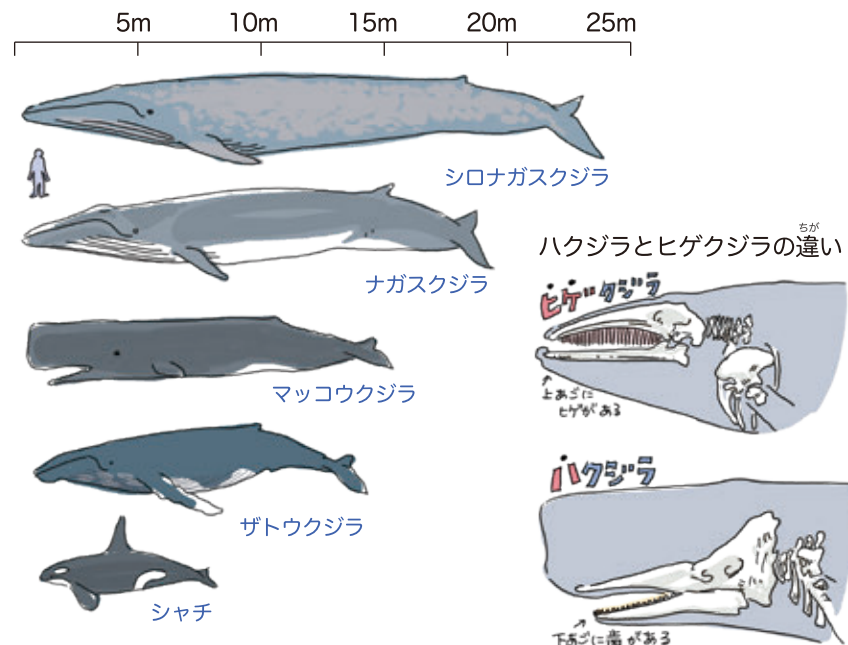 5m 10m 15m 20m 25m
シロナガスクジラ
ナガスクジラ
マッコウクジラ
ザトウクジラ
シャチ
ちが
ハクジラとヒゲクジラの違い
ヒゲクジラ
上あごに
ヒゲがある
ハクジラ
下あごに歯がある